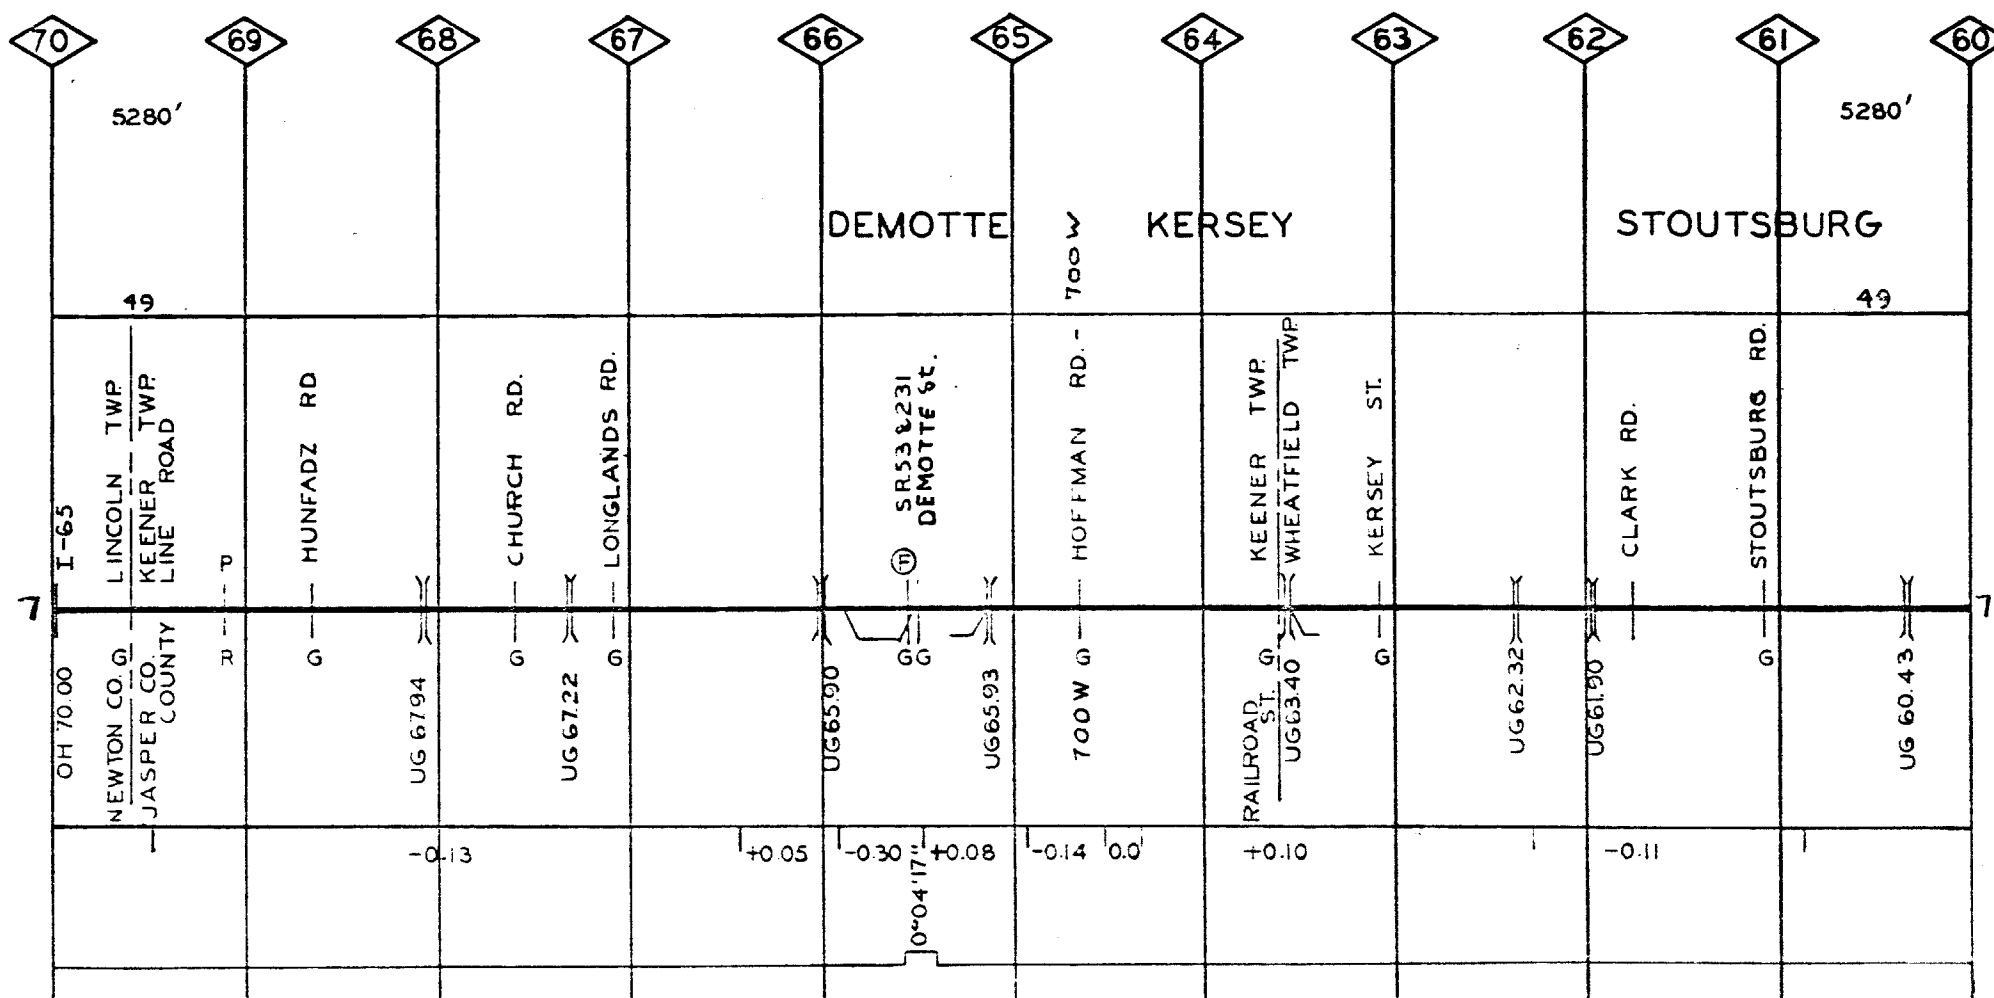 70 69 68 67 66 65 64 63 62 61 60
5280' 5280'
DEMOTTE KERSEY STOUTSBURG
49 49
I-65
LINCOLN TWP.
KEENER TWP.
LINE ROAD
P
HUNFADZ RD
CHURCH RD.
LONGLANDS RD.
SR53 & 231
DEMOTTE St.
HOFFMAN RD. - 700W
KEENER TWP.
WHEATFIELD TWP.
KERSEY ST.
CLARK RD.
STOUTSBURG RD.
7 7
OH 70.00
NEWTON CO. G
JASPER CO.
COUNTY
R
G
UG 67.94
G
UG 67.22
G
UG65.90
G G
UG65.93
G
700W
G
RAILROAD
ST.
UG63.40
G
UG62.32
UG61.90
G
UG 60.43
-0.13 +0.05 -0.30 +0.08 -0.14 0.0 +0.10 -0.11
0°04'17"